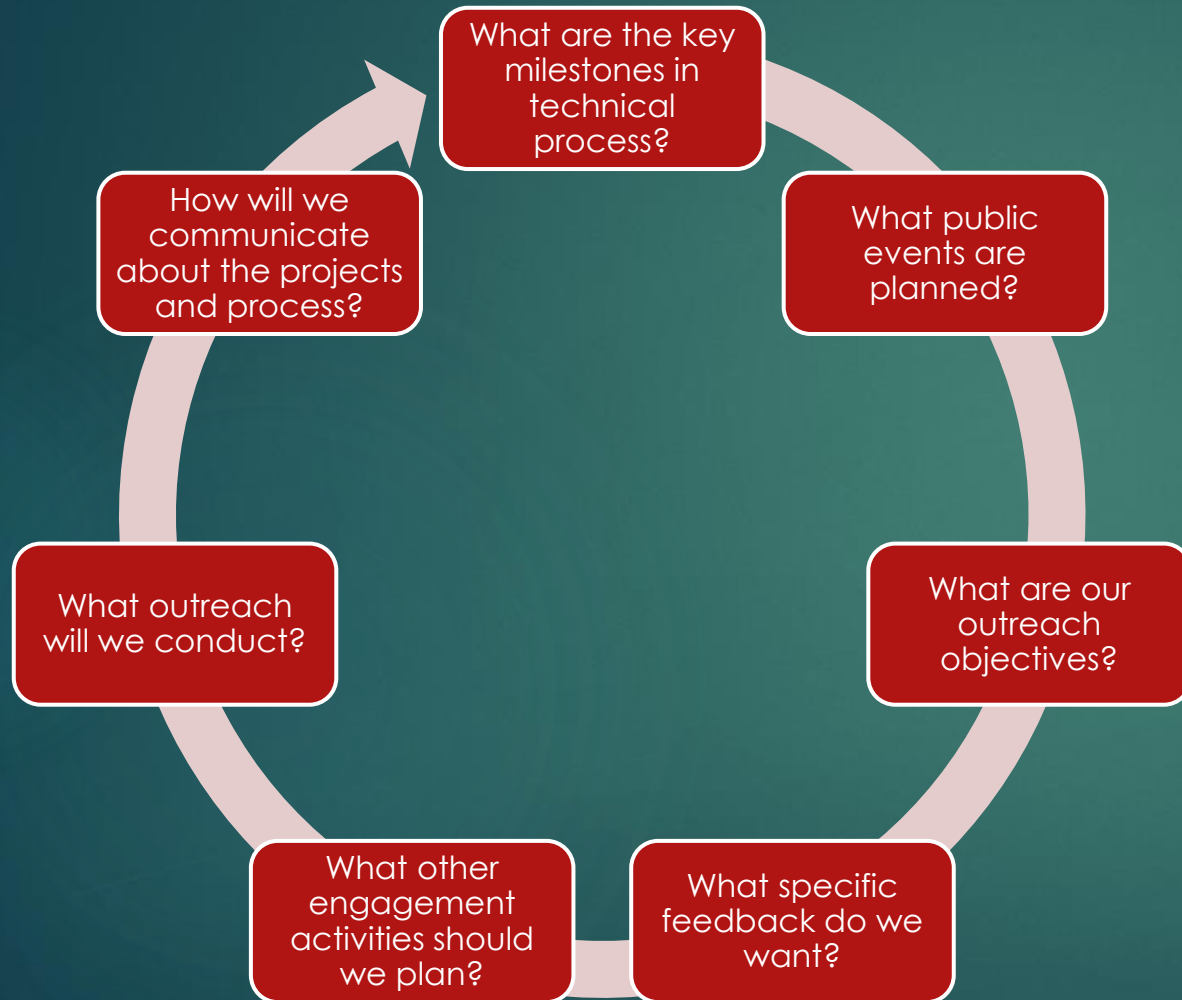 What are the key
milestones in
technical
process?
What public
events are
planned?
What are our
outreach
objectives?
What specific
feedback do we
want?
What other
engagement
activities should
we plan?
What outreach
will we conduct?
How will we
communicate
about the projects
and process?